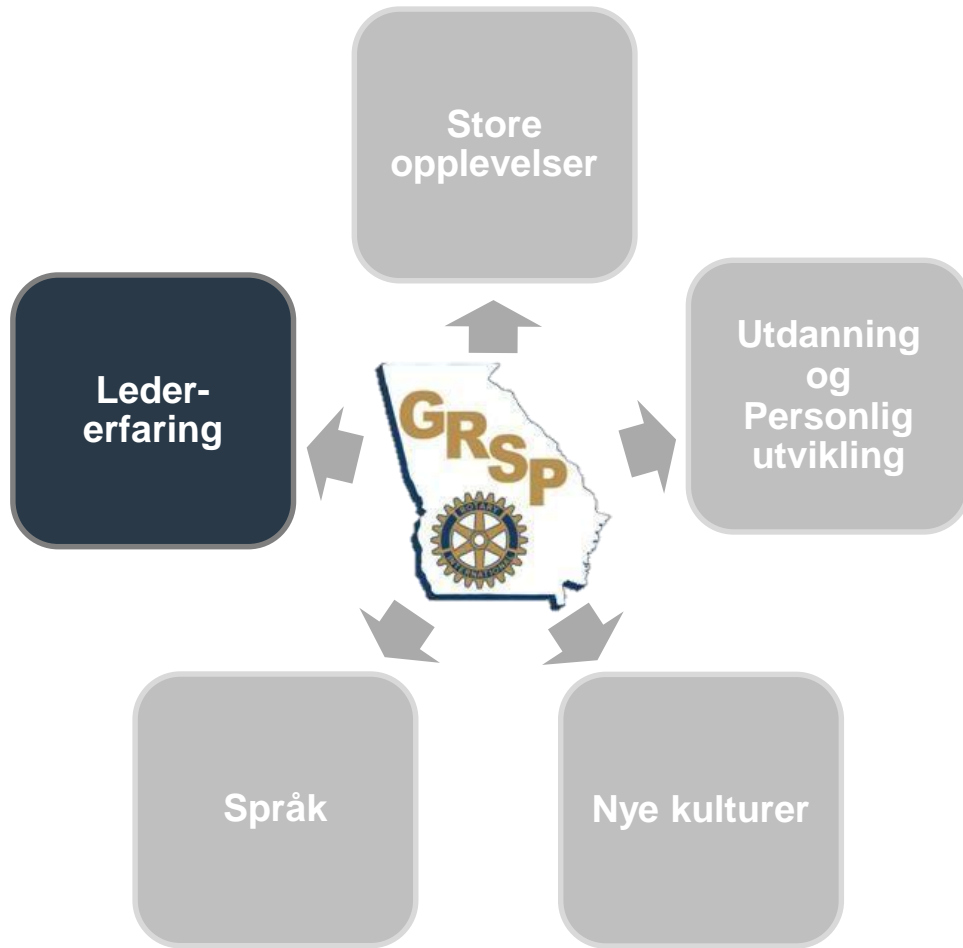 Store
opplevelser
Utdanning
og
Personlig
utvikling
Leder-
erfaring
GRSP
ROTARY
INTERNATIONAL
Språk
Nye kulturer